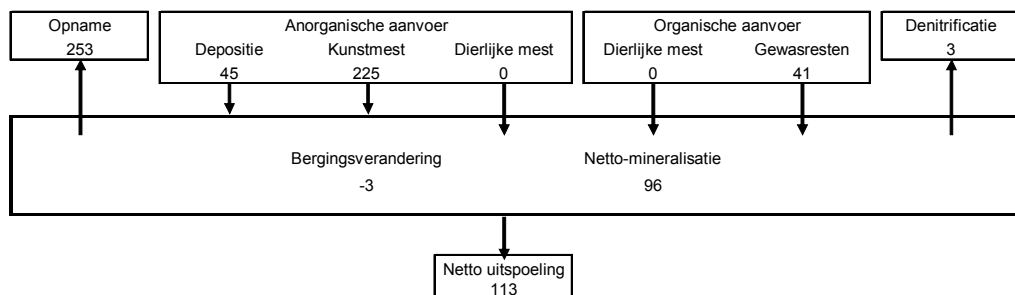 Opname
253
Anorganische aanvoer
Depositie Kunstmest Dierlijke mest
45 225 0
Organische aanvoer
Dierlijke mest Gewasresten
0 41
Denitrificatie
3
Bergingsverandering Netto-mineralisatie
-3 96
Netto uitspoeling
113